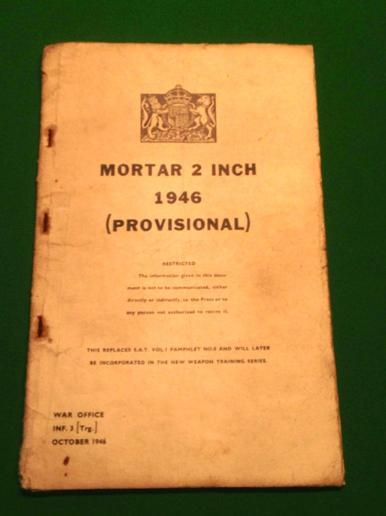 MORTAR 2 INCH
1946
(PROVISIONAL)
RESTRICTED
The information given in this docu-
ment is not to be communicated, either
directly or indirectly, to the Press or to
any person not authorized to receive it.
THIS REPLACES S.A.T. VOL.I PAMPHLET NO.8 AND WILL LATER
BE INCORPORATED IN THE NEW WEAPON TRAINING SERIES.
WAR OFFICE
INF. 3 [Trg.]
OCTOBER 1946